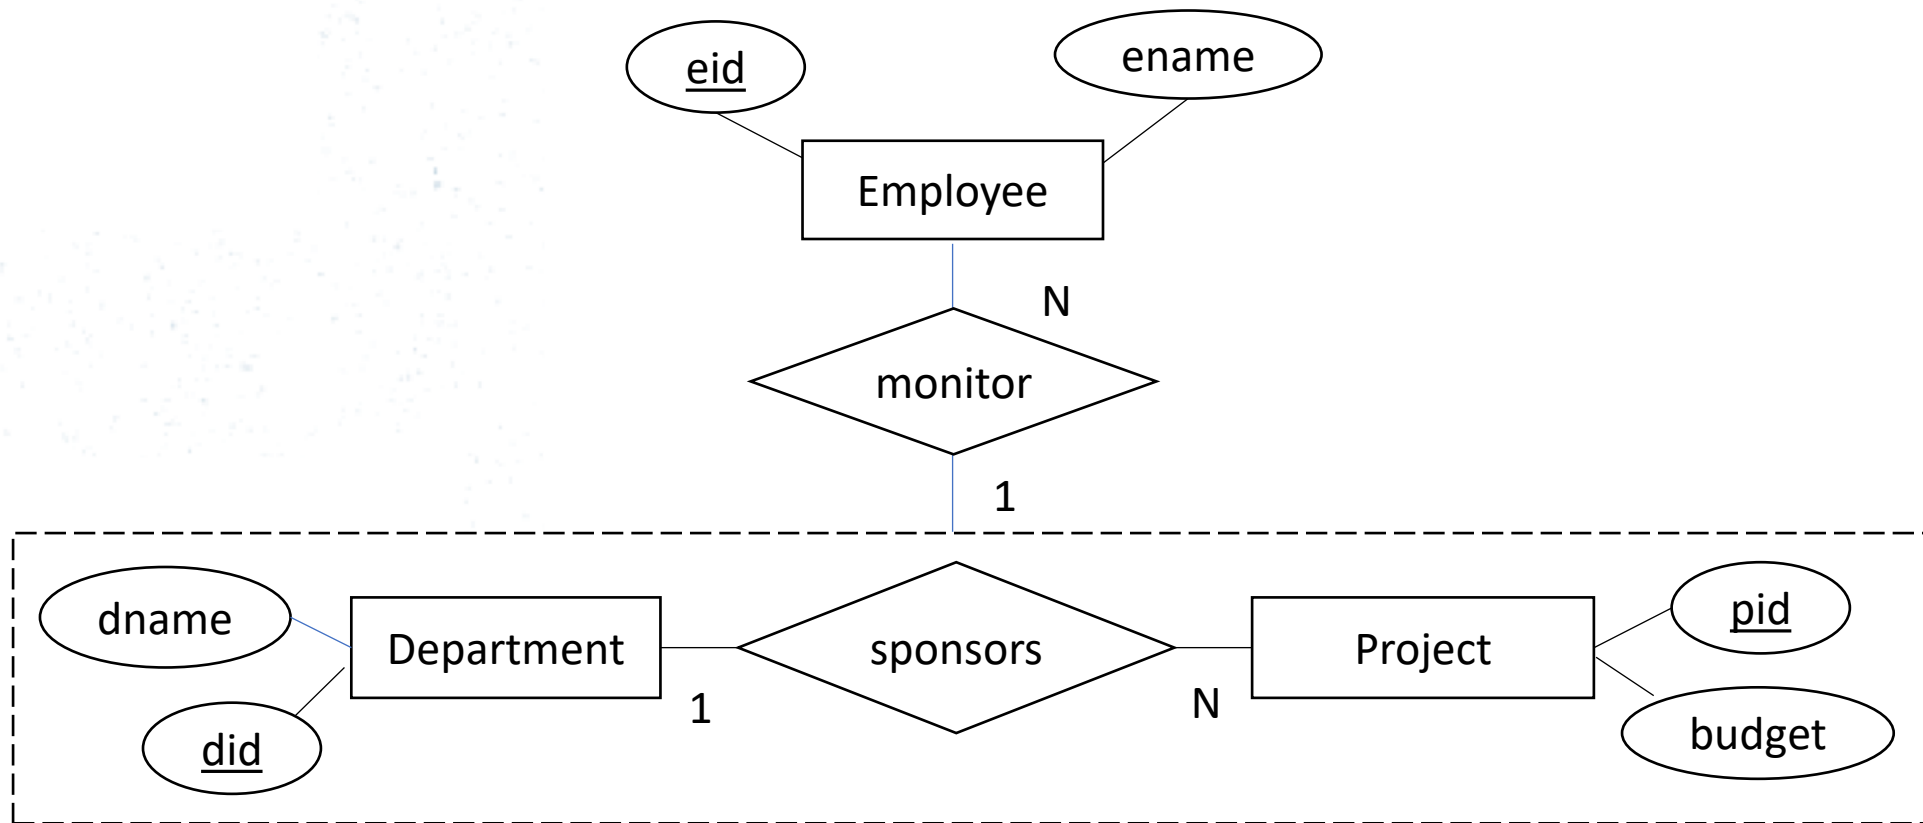 eid
ename
Employee
N
monitor
1
dname
Department
sponsors
Project
pid
1
N
did
budget